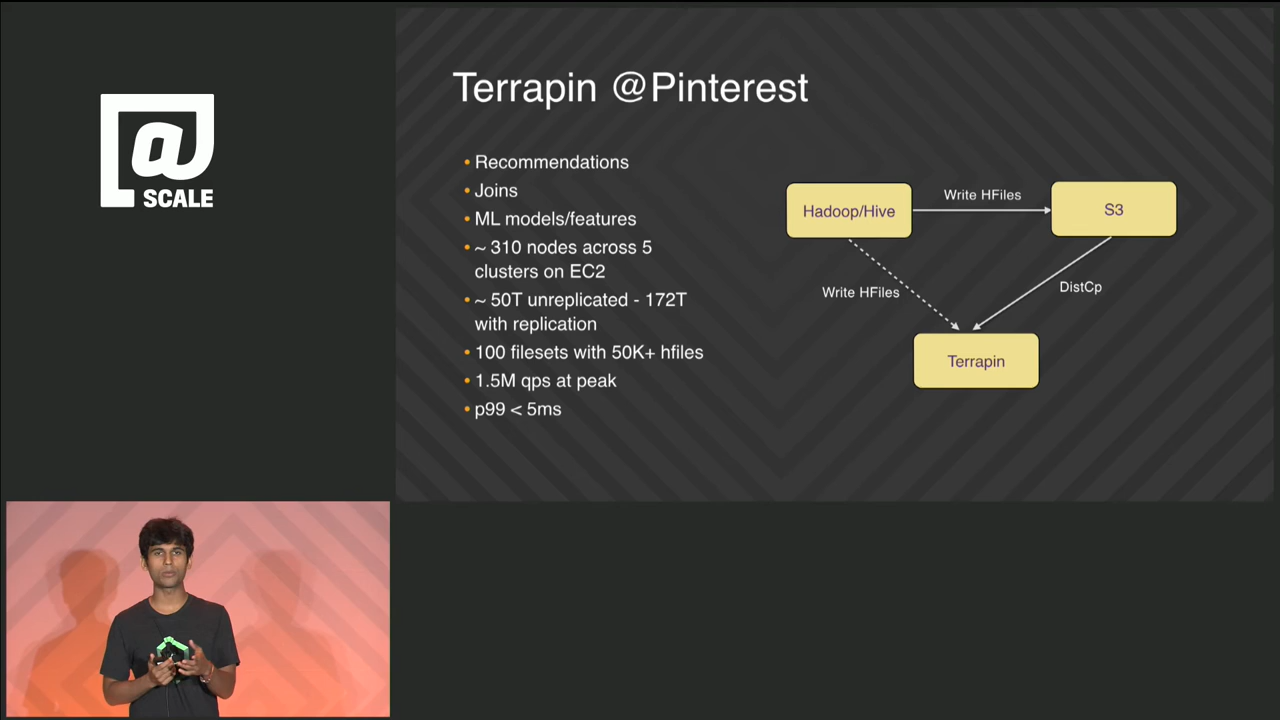 @
SCALE
Terrapin @Pinterest
• Recommendations
• Joins
• ML models/features
• ~ 310 nodes across 5
clusters on EC2
• ~ 50T unreplicated - 172T
with replication
• 100 filesets with 50K+ hfiles
• 1.5M qps at peak
• p99 < 5ms
Hadoop/Hive
Write HFiles
S3
Write HFiles
DistCp
Terrapin